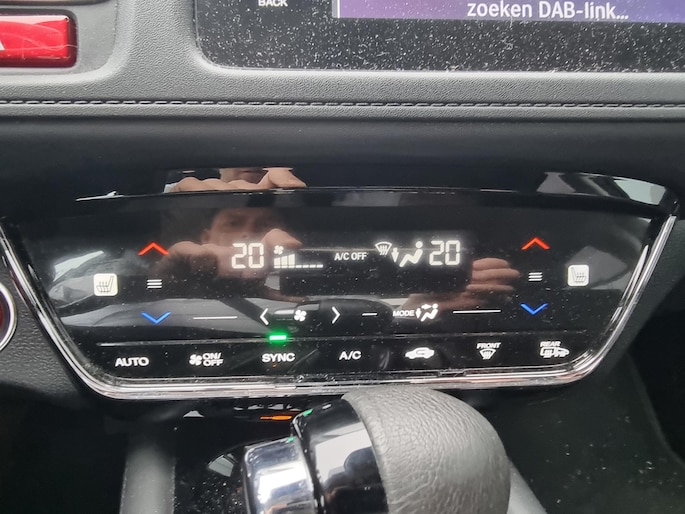 BACK
zoeken DAB-link...
20 A/C OFF 20
MODE
AUTO ON/OFF SYNC A/C FRONT REAR